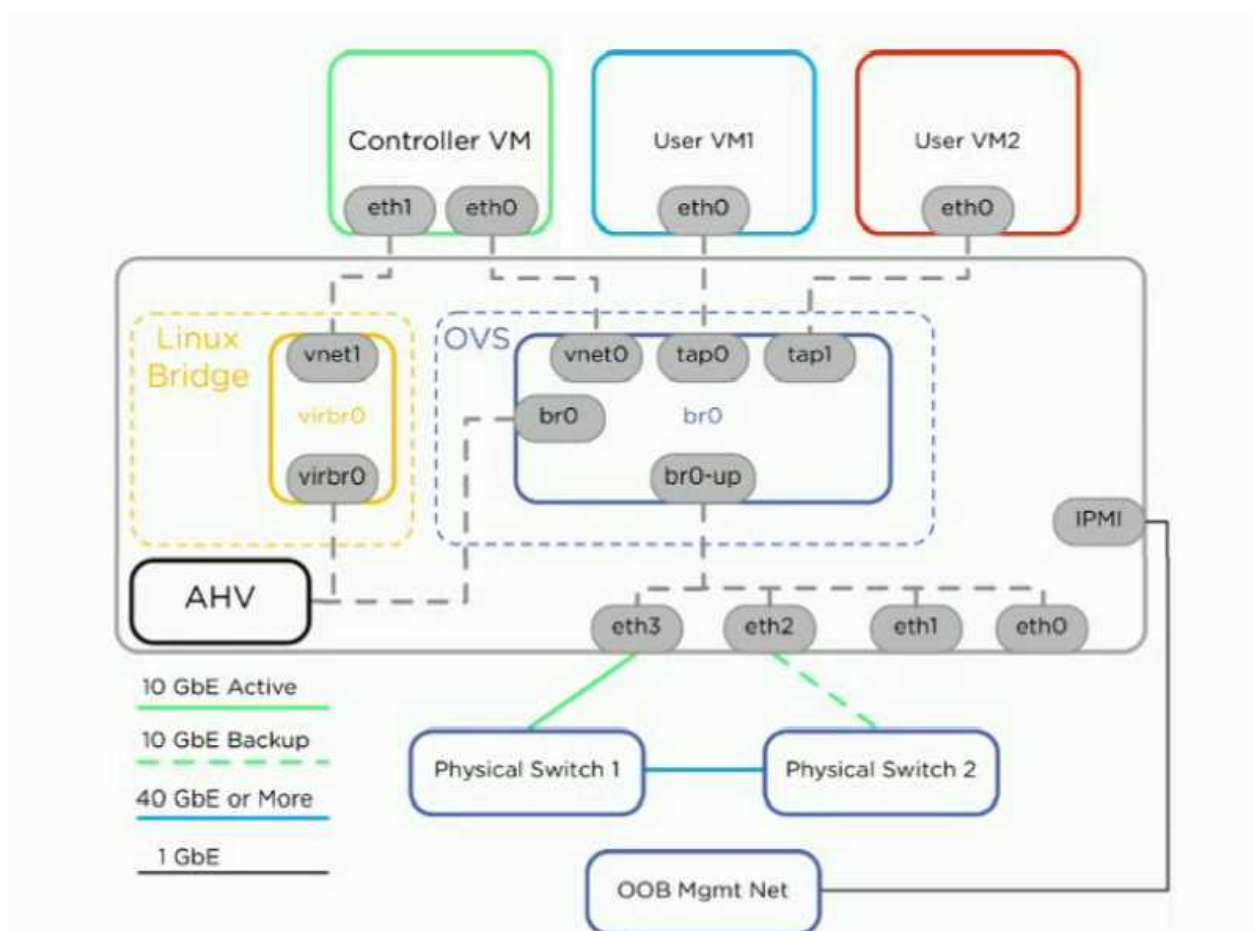 Controller VM
User VM1
User VM2
eth1
eth0
eth0
eth0
Linux
Bridge
OVS
vnet1
vnet0
tap0
tap1
virbr0
br0
br0
virbr0
br0-up
IPMI
AHV
eth3
eth2
eth1
eth0
10 GbE Active
10 GbE Backup
40 GbE or More
1 GbE
Physical Switch 1
Physical Switch 2
OOB Mgmt Net